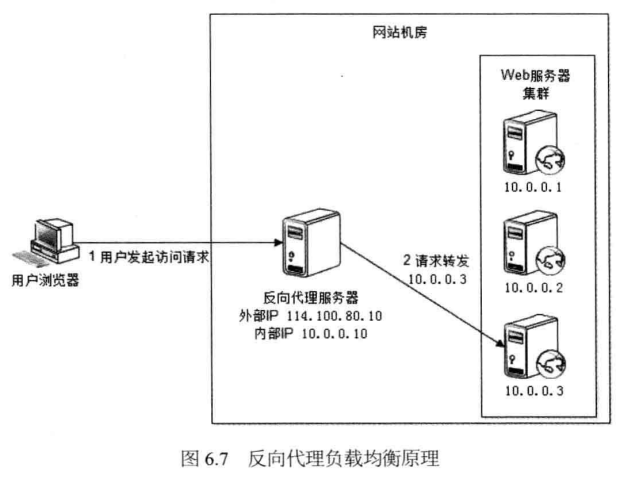 网站机房
Web服务器
集群
10.0.0.1
1 用户发起访问请求
用户浏览器
2 请求转发
10.0.0.3
10.0.0.2
反向代理服务器
外部IP 114.100.80.10
内部IP 10.0.0.10
10.0.0.3
图 6.7 反向代理负载均衡原理